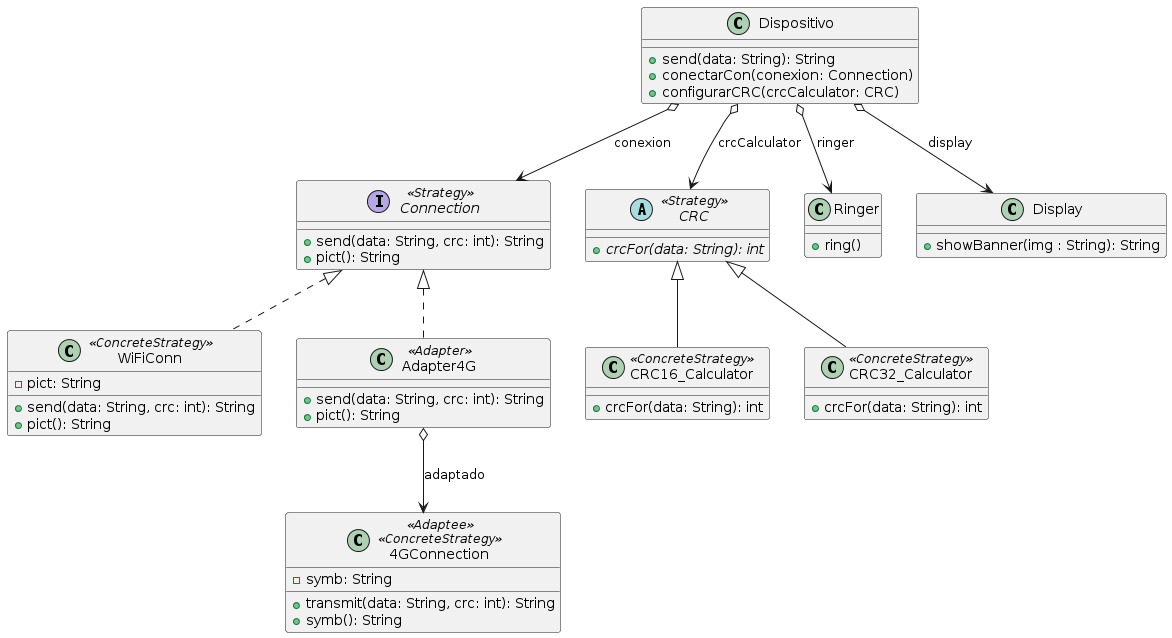 C Dispositivo
send(data: String): String
conectarCon(conexion: Connection)
configurarCRC(crcCalculator: CRC)
conexion
crcCalculator
ringer
display
«Strategy»
I Connection
send(data: String, crc: int): String
pict(): String
«Strategy»
A CRC
crcFor(data: String): int
C Ringer
ring()
C Display
showBanner(img : String): String
«ConcreteStrategy»
C WiFiConn
pict: String
send(data: String, crc: int): String
pict(): String
«Adapter»
C Adapter4G
send(data: String, crc: int): String
pict(): String
«ConcreteStrategy»
C CRC16_Calculator
crcFor(data: String): int
«ConcreteStrategy»
C CRC32_Calculator
crcFor(data: String): int
adaptado
«Adaptee»
«ConcreteStrategy»
C 4GConnection
symb: String
transmit(data: String, crc: int): String
symb(): String